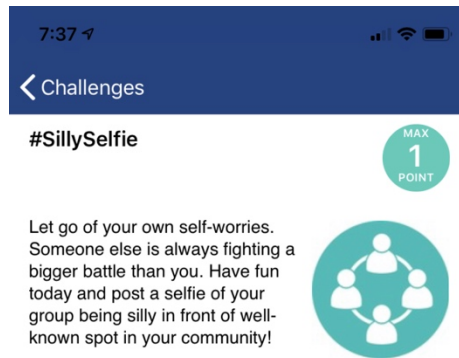 7:37
Challenges
#SillySelfie
MAX
1
POINT
Let go of your own self-worries.
Someone else is always fighting a
bigger battle than you. Have fun
today and post a selfie of your
group being silly in front of well-
known spot in your community!